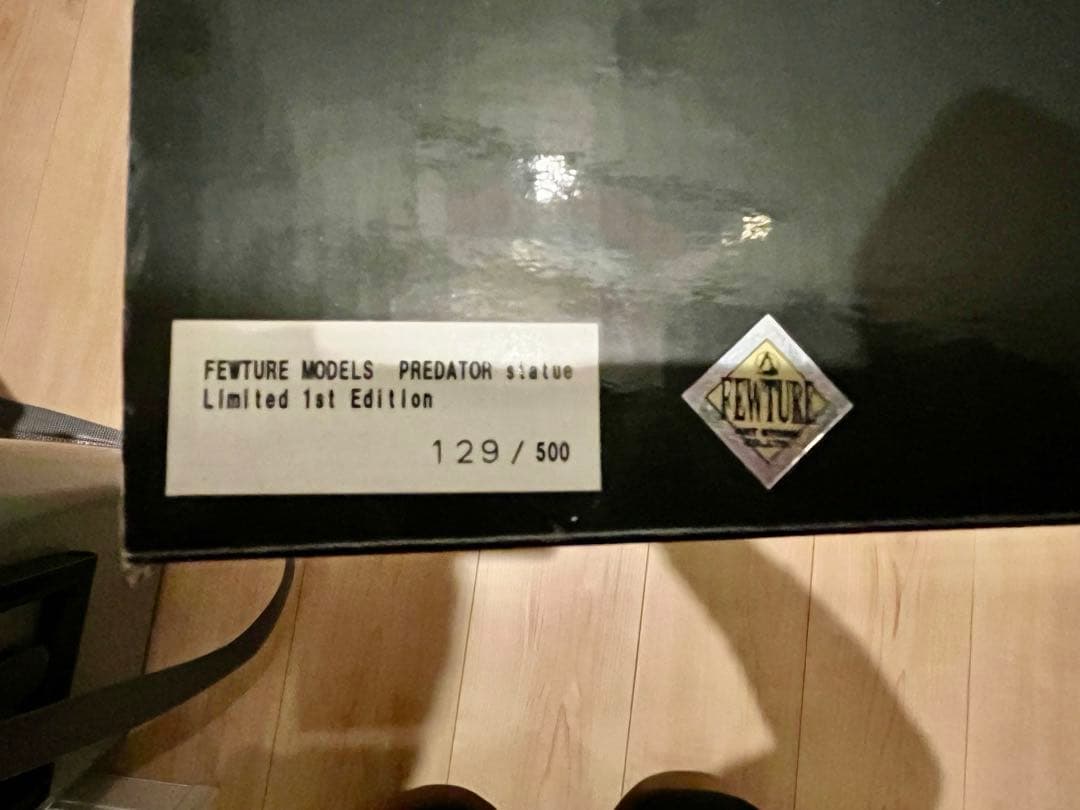 FEWTURE MODELS PREDATOR statue
Limited 1st Edition
129 / 500
FEWTURE